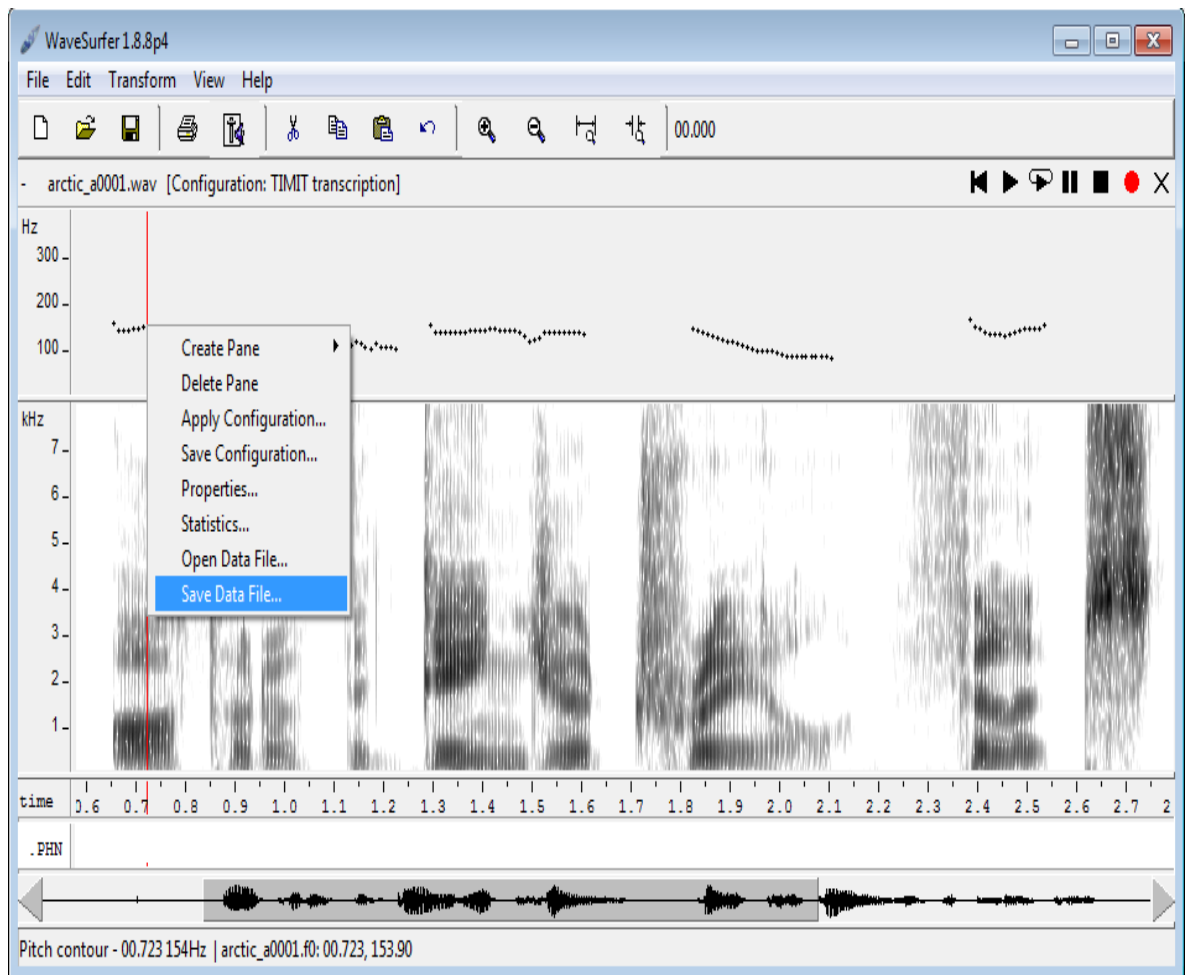 WaveSurfer 1.8.8p4
File Edit Transform View Help
00.000
- arctic_a0001.wav [Configuration: TIMIT transcription]
Hz
300
200
100
Create Pane
Delete Pane
Apply Configuration...
Save Configuration...
Properties...
Statistics...
Open Data File...
Save Data File...
kHz
7
6
5
4
3
2
1
time 0.6 0.7 0.8 0.9 1.0 1.1 1.2 1.3 1.4 1.5 1.6 1.7 1.8 1.9 2.0 2.1 2.2 2.3 2.4 2.5 2.6 2.7 2
.PHN
Pitch contour - 00.723 154Hz | arctic_a0001.f0: 00.723, 153.90